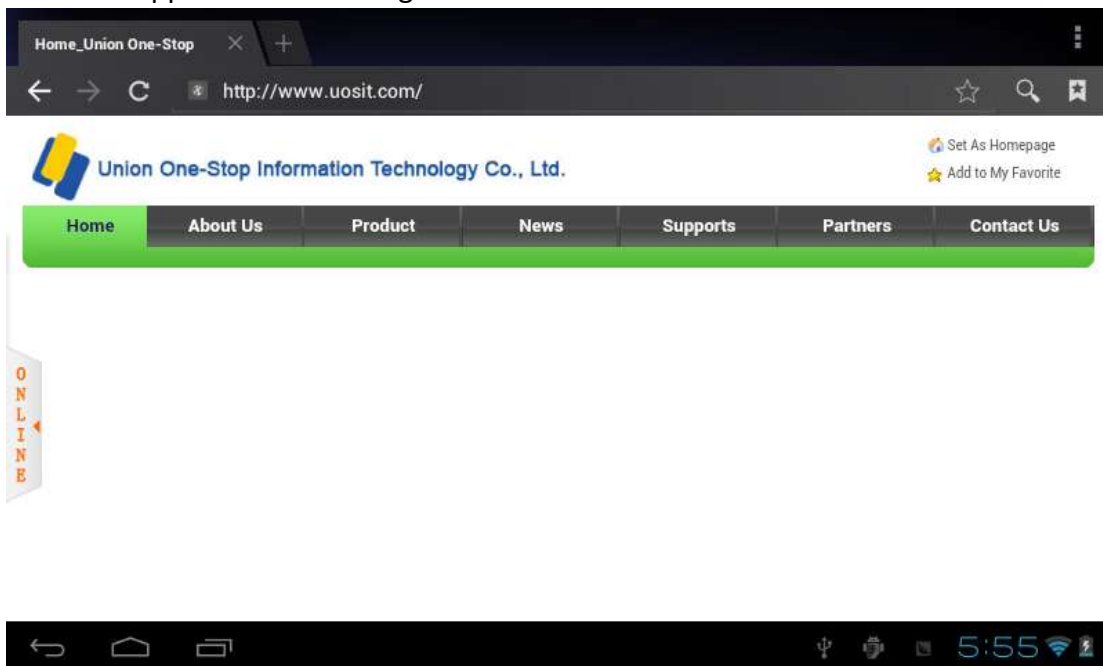 Home_Union One-Stop
http://www.uosit.com/
Set As Homepage
Union One-Stop Information Technology Co., Ltd.
Add to My Favorite
Home About Us Product News Supports Partners Contact Us
ONLINE
5:55